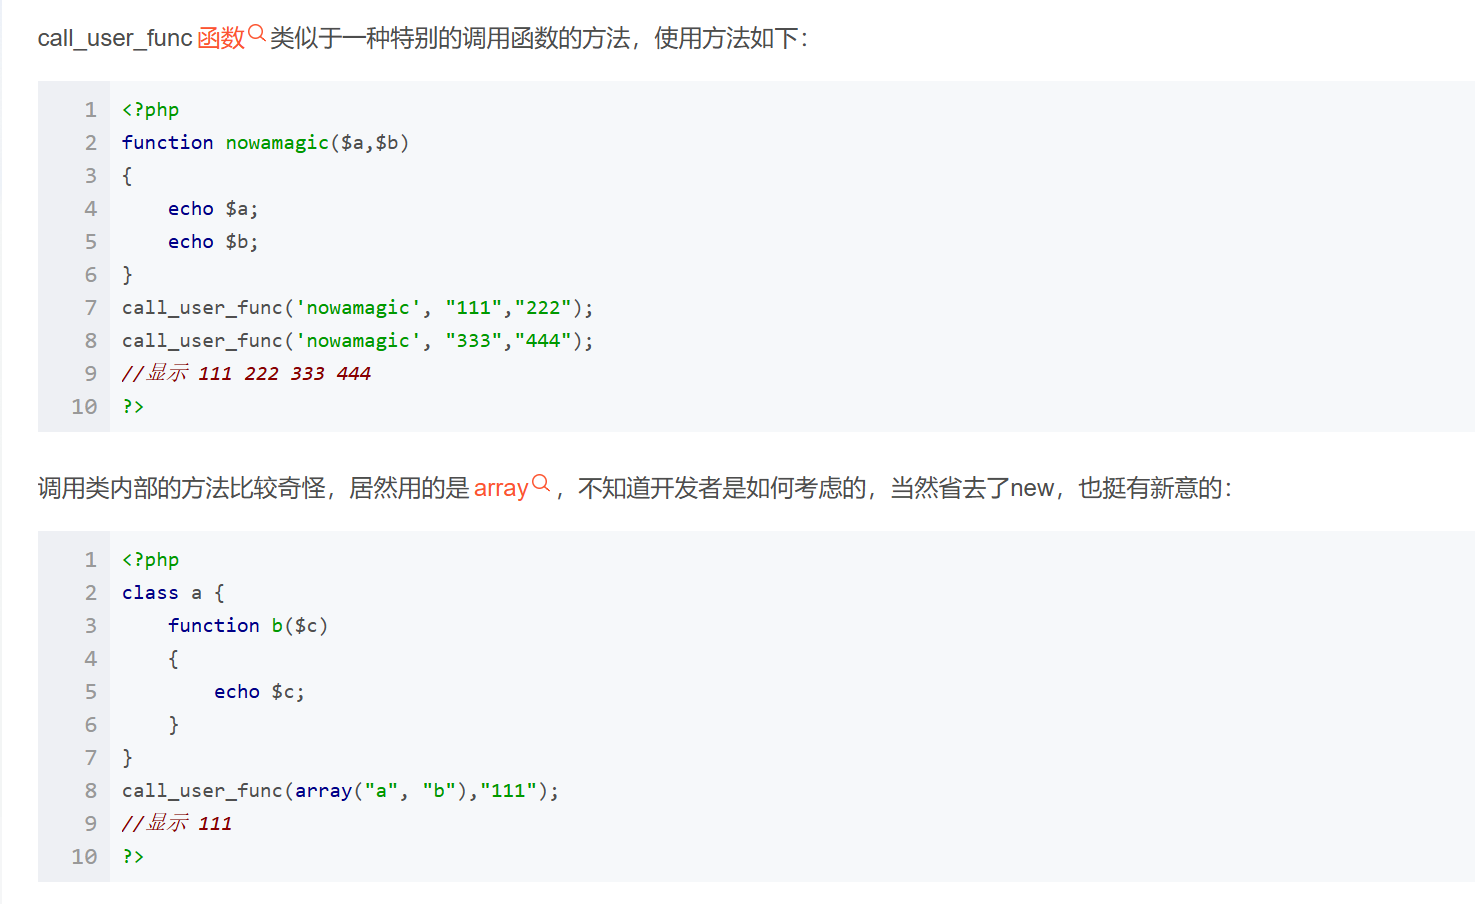 call_user_func 函数 类似于一种特别的调用函数的方法，使用方法如下：
1 <?php
2 function nowamagic($a,$b)
3 {
4     echo $a;
5     echo $b;
6 }
7 call_user_func('nowamagic', "111","222");
8 call_user_func('nowamagic', "333","444");
9 //显示 111 222 333 444
10 ?>
调用类内部的方法比较奇怪，居然用的是 array ，不知道开发者是如何考虑的，当然省去了new，也挺有新意的：
1 <?php
2 class a {
3     function b($c)
4     {
5         echo $c;
6     }
7 }
8 call_user_func(array("a", "b"),"111");
9 //显示 111
10 ?>